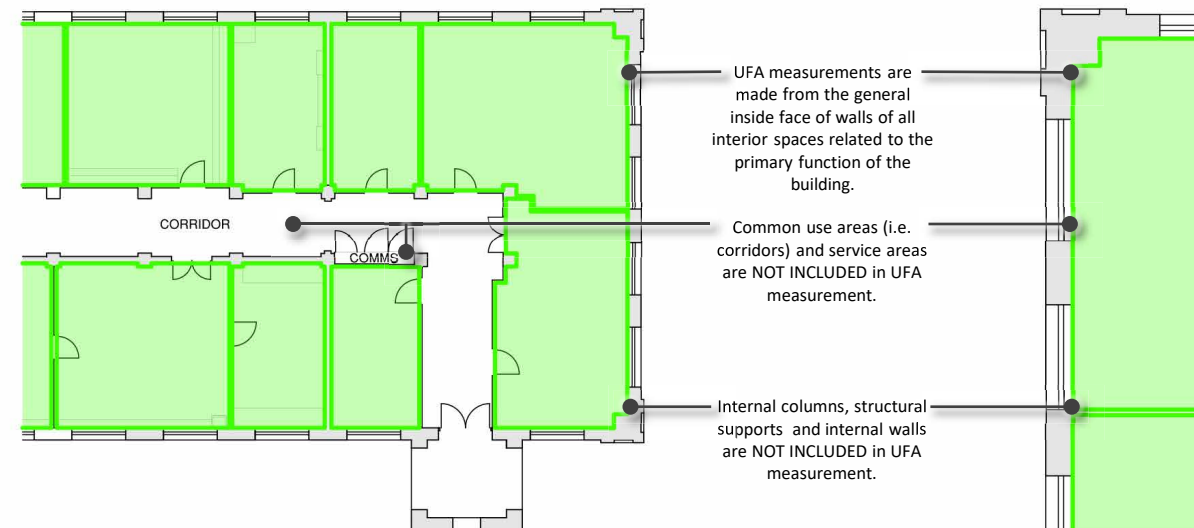 UFA measurements are
made from the general
inside face of walls of all
interior spaces related to the
primary function of the
building.
CORRIDOR
COMMS
Common use areas (i.e.
corridors) and service areas
are NOT INCLUDED in UFA
measurement.
Internal columns, structural
supports and internal walls
are NOT INCLUDED in UFA
measurement.